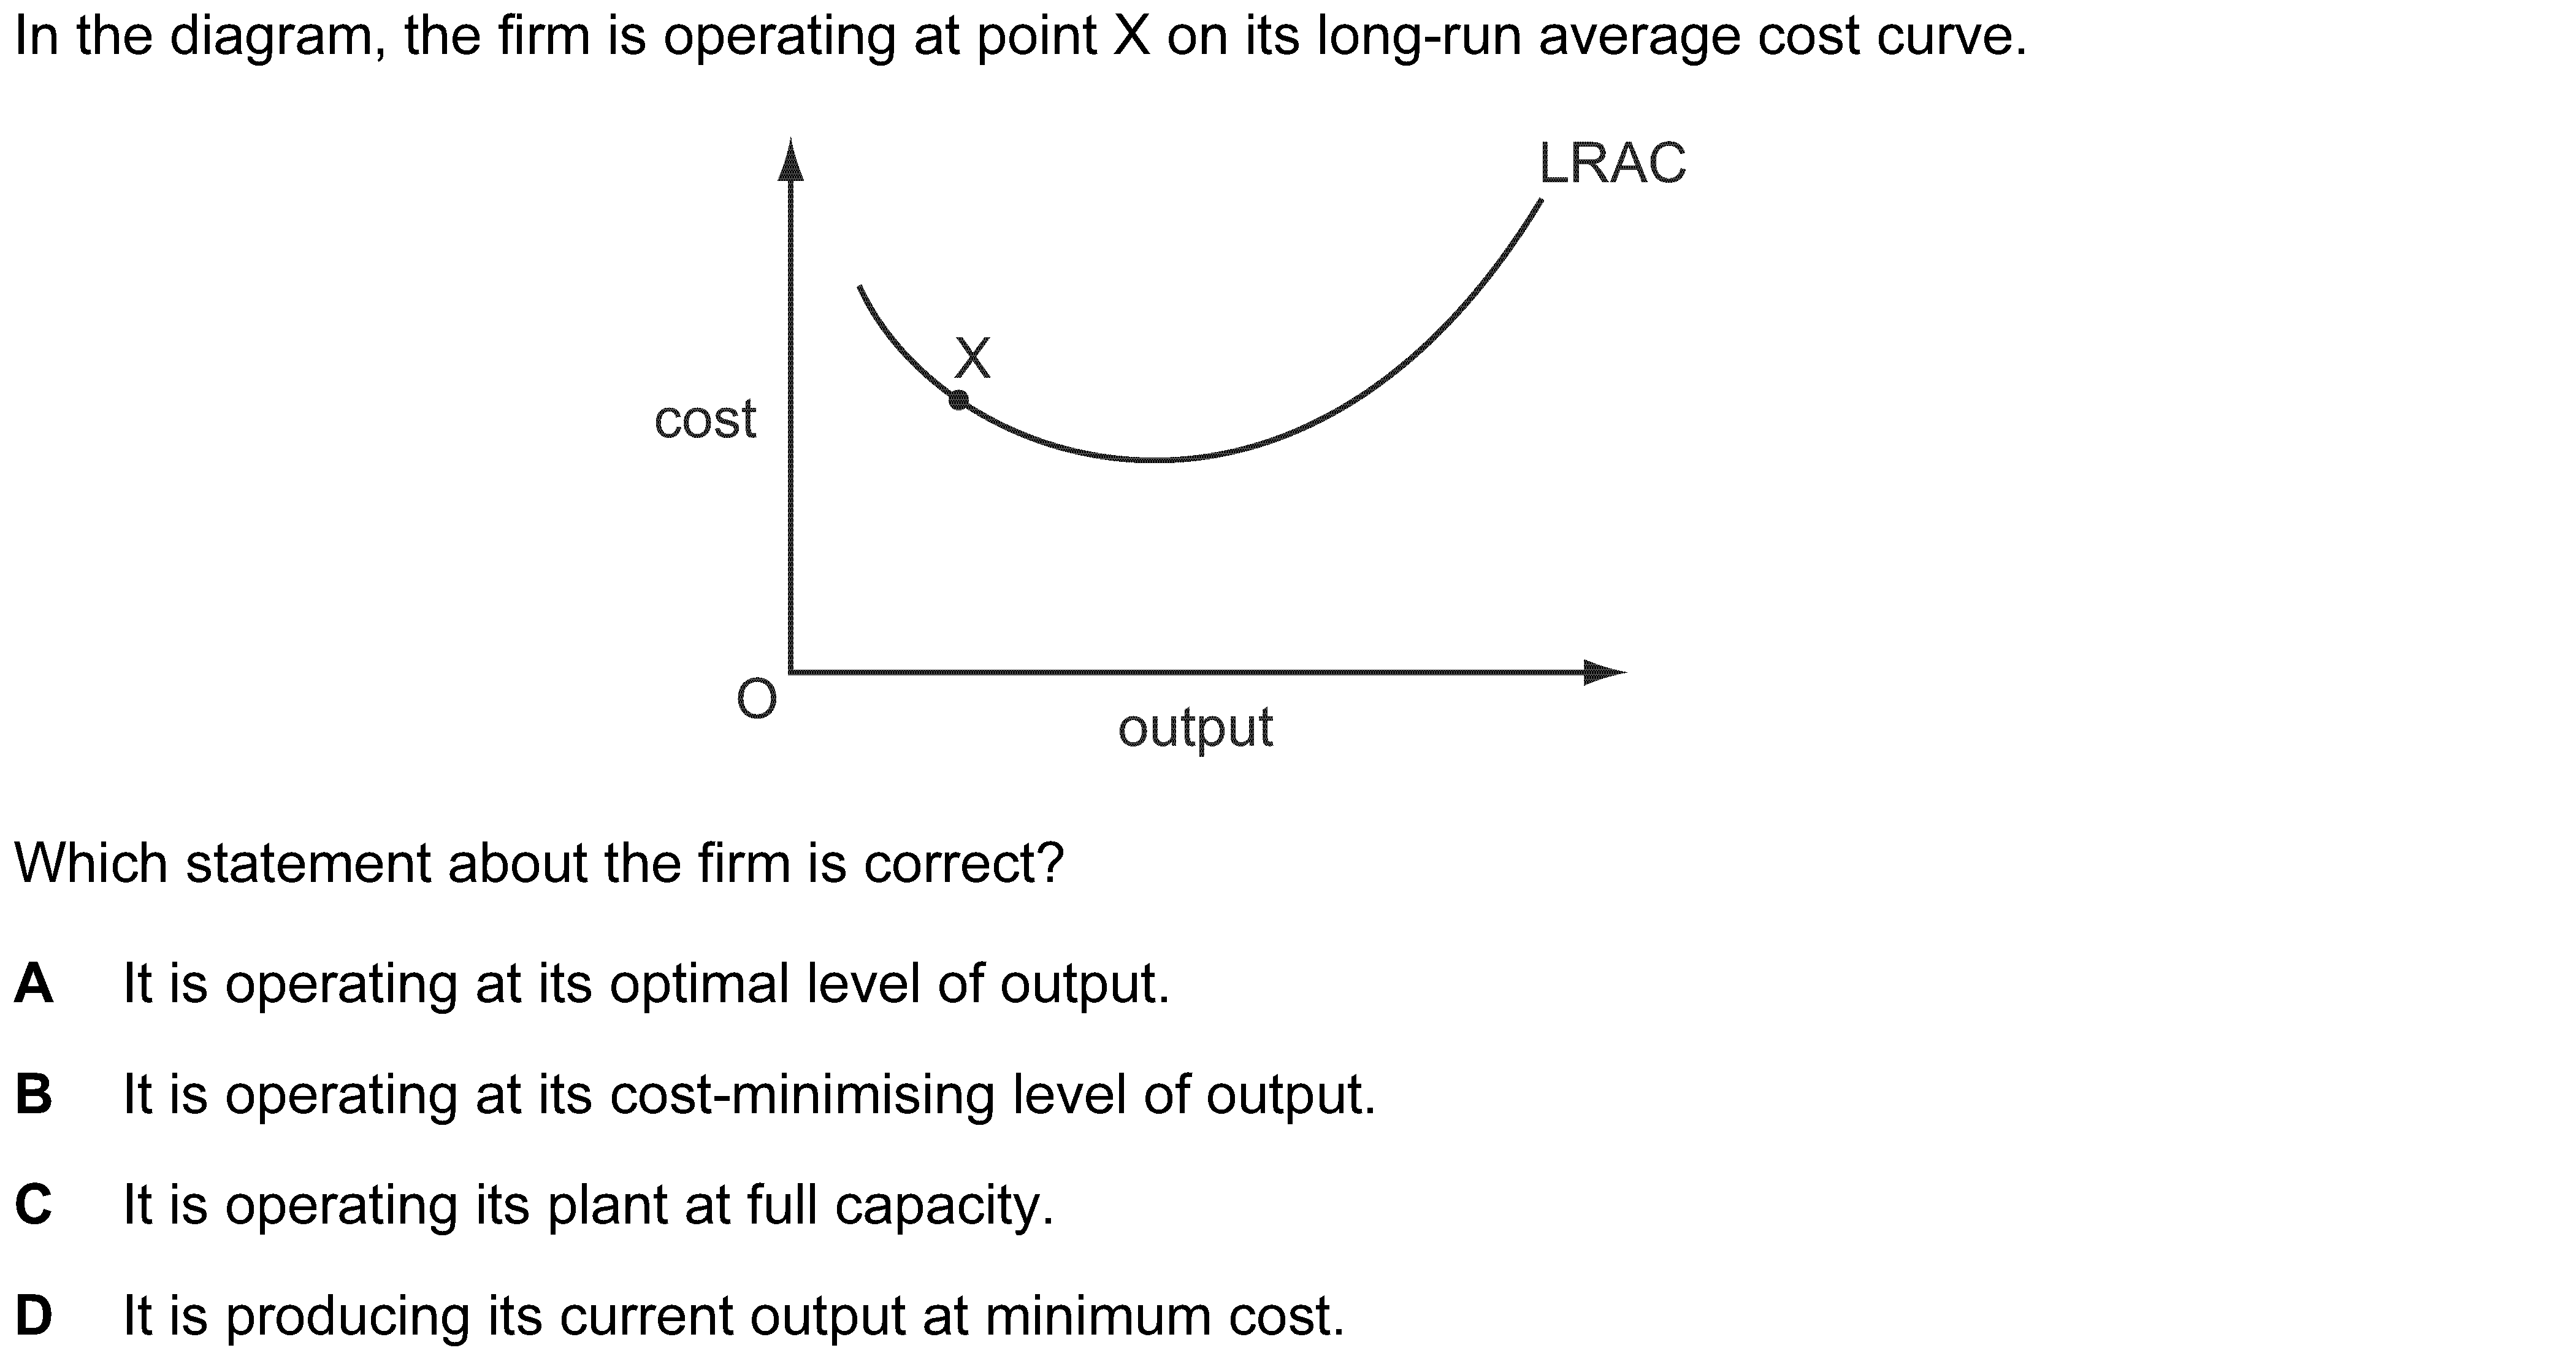 In the diagram, the firm is operating at point X on its long-run average cost curve.
LRAC
X
cost
O
output
Which statement about the firm is correct?
A It is operating at its optimal level of output.
B It is operating at its cost-minimising level of output.
C It is operating its plant at full capacity.
D It is producing its current output at minimum cost.